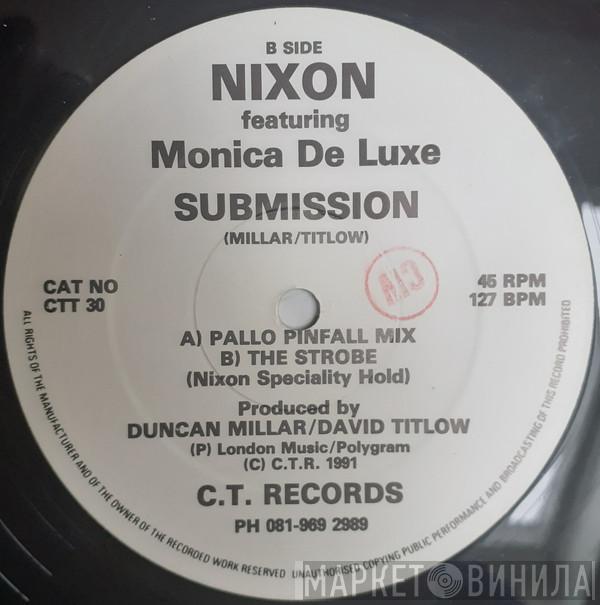 B SIDE
NIXON
featuring
Monica De Luxe
SUBMISSION
(MILLAR/TITLOW)
CAT NO
CTT 30
45 RPM
127 BPM
A) PALLO PINFALL MIX
B) THE STROBE
(Nixon Speciality Hold)
Produced by
DUNCAN MILLAR/DAVID TITLOW
(P) London Music/Polygram
(C) C.T.R. 1991
C.T. RECORDS
PH 081-969 2989
ALL RIGHTS OF THE MANUFACTURER AND OF THE OWNER OF THE RECORDED WORK RESERVED UNAUTHORISED COPYING PUBLIC PERFORMANCE AND BROADCASTING OF THIS RECORD PROHIBITED
МАРКЕТ ВИНИЛА